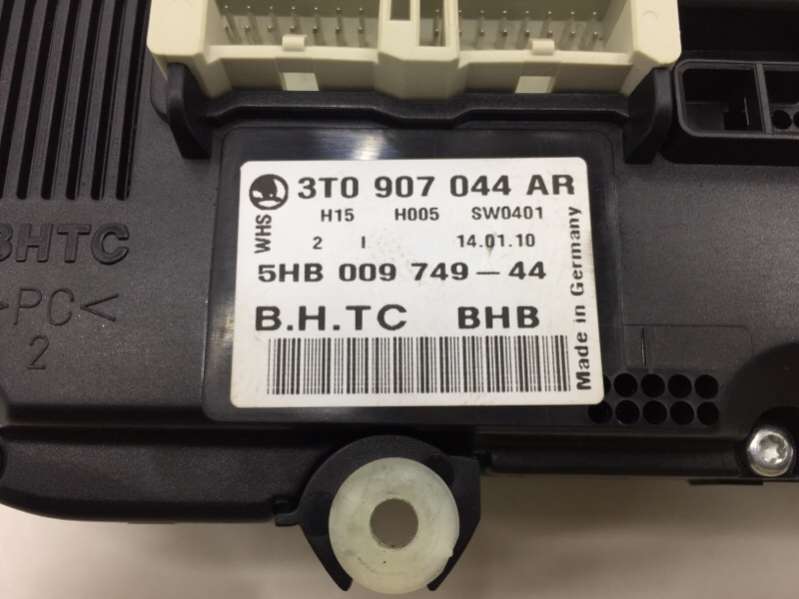 3T0 907 044 AR
WHS
H15 H005 SW0401
2 I 14.01.10
5HB 009 749-44
B.H.TC BHB
Made in Germany
BHTC
>PC<
2